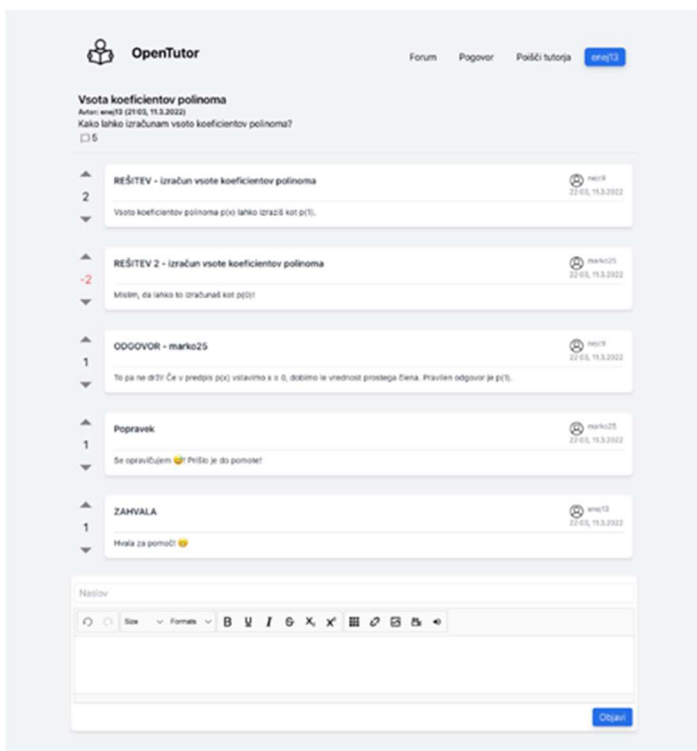 OpenTutor
Forum Pogovor Poišči tutorja enej13
Vsota koeficientov polinoma
Avtor: enej13 (21:03, 11.3.2022)
Kako lahko izračunam vsoto koeficientov polinoma?
5
2
REŠITEV - izračun vsote koeficientov polinoma
nejc9
22:03, 11.3.2022
Vsoto koeficientov polinoma p(x) lahko izraziš kot p(1).
-2
REŠITEV 2 - izračun vsote koeficientov polinoma
marko25
22:03, 11.3.2022
Mislim, da lahko to izračunaš kot p(0)!
1
ODGOVOR - marko25
nejc9
22:03, 11.3.2022
To pa ne drži! Če v predpis p(x) vstavimo x = 0, dobimo le vrednost prostega člena. Pravilen odgovor je p(1).
1
Popravek
marko25
22:03, 11.3.2022
Se opravičujem 😅! Prišlo je do pomote!
1
ZAHVALA
enej13
22:03, 11.3.2022
Hvala za pomoč! 😊
Naslov
Size Formats B U I S X₁ X²
Objavi